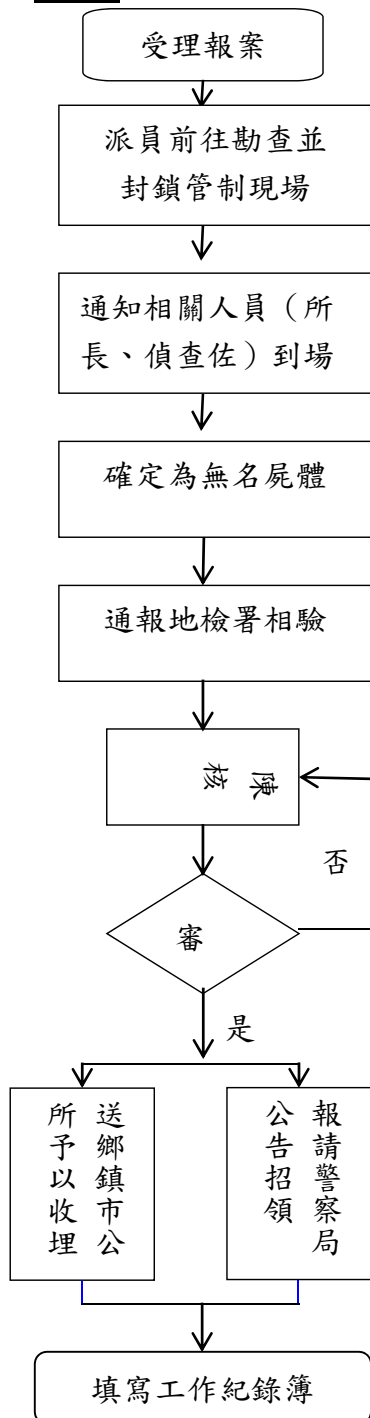 受理報案
派員前往勘查並
封鎖管制現場
通知相關人員（所
長、偵查佐）到場
確定為無名屍體
通報地檢署相驗
陳
核
否
審
是
送鄉鎮市公
所予以收埋
報請警察局
公告招領
填寫工作紀錄簿